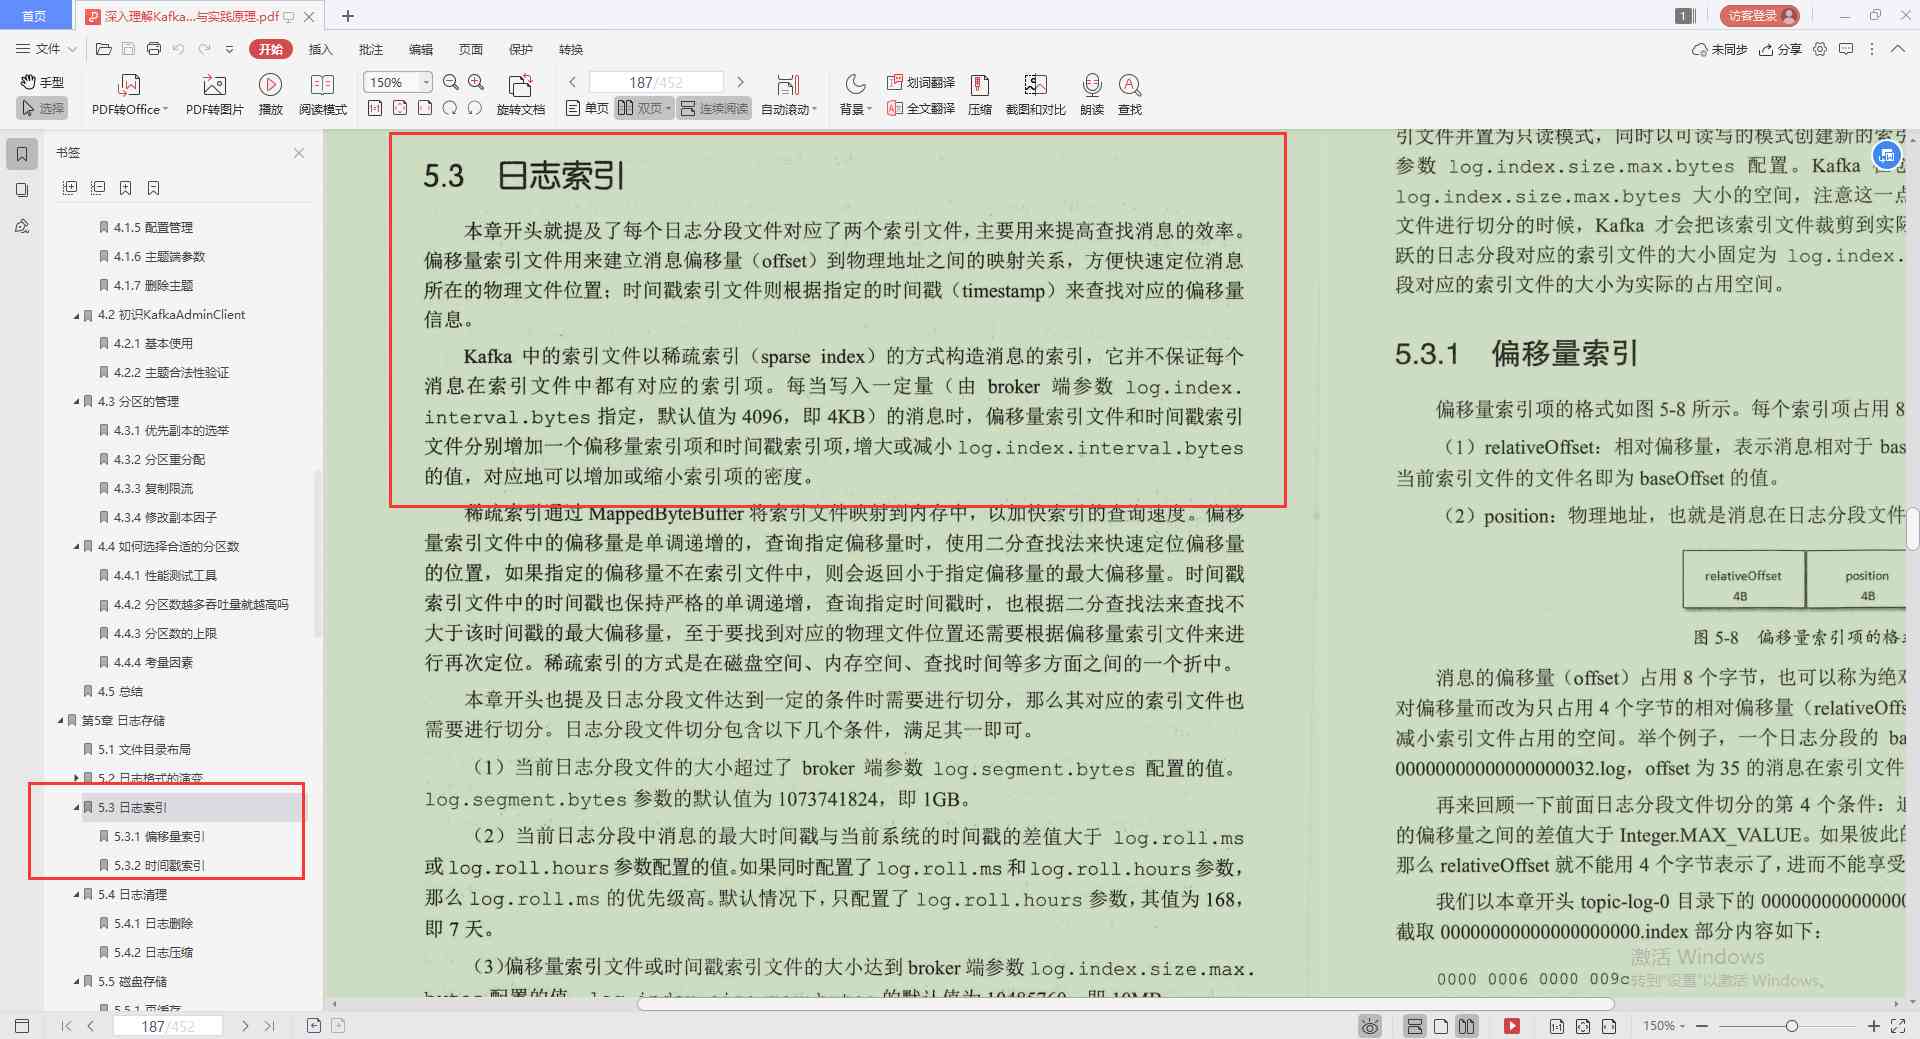 首页
深入理解Kafka...与实践原理.pdf
1
访客登录
文件
开始
插入
批注
编辑
页面
保护
转换
未同步
分享
手型
选择
PDF转Office
PDF转图片
播放
阅读模式
150%
旋转文档
187/452
单页
双页
连续阅读
自动滚动
背景
划词翻译
全文翻译
压缩
截图和对比
朗读
查找
书签
4.1.5 配置管理
4.1.6 主题端参数
4.1.7 删除主题
4.2 初识KafkaAdminClient
4.2.1 基本使用
4.2.2 主题合法性验证
4.3 分区的管理
4.3.1 优先副本的选举
4.3.2 分区重分配
4.3.3 复制限流
4.3.4 修改副本因子
4.4 如何选择合适的分区数
4.4.1 性能测试工具
4.4.2 分区数越多吞吐量就越高吗
4.4.3 分区数的上限
4.4.4 考量因素
4.5 总结
第5章 日志存储
5.1 文件目录布局
5.2 日志格式的演变
5.3 日志索引
5.3.1 偏移量索引
5.3.2 时间戳索引
5.4 日志清理
5.4.1 日志删除
5.4.2 日志压缩
5.5 磁盘存储
5.5.1 页缓存
5.3 日志索引
本章开头就提及了每个日志分段文件对应了两个索引文件，主要用来提高查找消息的效率。
偏移量索引文件用来建立消息偏移量（offset）到物理地址之间的映射关系，方便快速定位消息
所在的物理文件位置；时间戳索引文件则根据指定的时间戳（timestamp）来查找对应的偏移量
信息。
Kafka 中的索引文件以稀疏索引（sparse index）的方式构造消息的索引，它并不保证每个
消息在索引文件中都有对应的索引项。每当写入一定量（由 broker 端参数 log.index.
interval.bytes 指定，默认值为 4096，即 4KB）的消息时，偏移量索引文件和时间戳索引
文件分别增加一个偏移量索引项和时间戳索引项，增大或减小 log.index.interval.bytes
的值，对应地可以增加或缩小索引项的密度。
稀疏索引通过 MappedByteBuffer 将索引文件映射到内存中，以加快索引的查询速度。偏移
量索引文件中的偏移量是单调递增的，查询指定偏移量时，使用二分查找法来快速定位偏移量
的位置，如果指定的偏移量不在索引文件中，则会返回小于指定偏移量的最大偏移量。时间戳
索引文件中的时间戳也保持严格的单调递增，查询指定时间戳时，也根据二分查找法来查找不
大于该时间戳的最大偏移量，至于要找到对应的物理文件位置还需要根据偏移量索引文件来进
行再次定位。稀疏索引的方式是在磁盘空间、内存空间、查找时间等多方面之间的一个折中。
本章开头也提及日志分段文件达到一定的条件时需要进行切分，那么其对应的索引文件也
需要进行切分。日志分段文件切分包含以下几个条件，满足其一即可。
（1）当前日志分段文件的大小超过了 broker 端参数 log.segment.bytes 配置的值。
log.segment.bytes 参数的默认值为 1073741824，即 1GB。
（2）当前日志分段中消息的最大时间戳与当前系统的时间戳的差值大于 log.roll.ms
或 log.roll.hours 参数配置的值。如果同时配置了 log.roll.ms 和 log.roll.hours 参数，
那么 log.roll.ms 的优先级高。默认情况下，只配置了 log.roll.hours 参数，其值为 168，
即 7 天。
（3）偏移量索引文件或时间戳索引文件的大小达到 broker 端参数 log.index.size.max.
bytes 配置的值。log.index.size.max.bytes 的默认值为 10485760，即 10MB。
引文件并置为只读模式，同时以可读写的模式创建新的索引
参数 log.index.size.max.bytes 配置。Kafka 在创
log.index.size.max.bytes 大小的空间，注意这一点
文件进行切分的时候，Kafka 才会把该索引文件裁剪到实际
跃的日志分段对应的索引文件的大小固定为 log.index.
段对应的索引文件的大小为实际的占用空间。
5.3.1 偏移量索引
偏移量索引项的格式如图 5-8 所示。每个索引项占用 8
（1）relativeOffset：相对偏移量，表示消息相对于 bas
当前索引文件的文件名即为 baseOffset 的值。
（2）position：物理地址，也就是消息在日志分段文件
relativeOffset
4B
position
4B
图 5-8 偏移量索引项的格式
消息的偏移量（offset）占用 8 个字节，也可以称为绝对
对偏移量而改为只占用 4 个字节的相对偏移量（relativeOffs
减小索引文件占用的空间。举个例子，一个日志分段的 ba
00000000000000000032.log，offset 为 35 的消息在索引文件
再来回顾一下前面日志分段文件切分的第 4 个条件：追
的偏移量之间的差值大于 Integer.MAX_VALUE。如果彼此的
那么 relativeOffset 就不能用 4 个字节表示了，进而不能享受
我们以本章开头 topic-log-0 目录下的 000000000000000
截取 00000000000000000000.index 部分内容如下：
0000 0006 0000 009c
激活 Windows
转到“设置”以激活 Windows。
187/452
150%